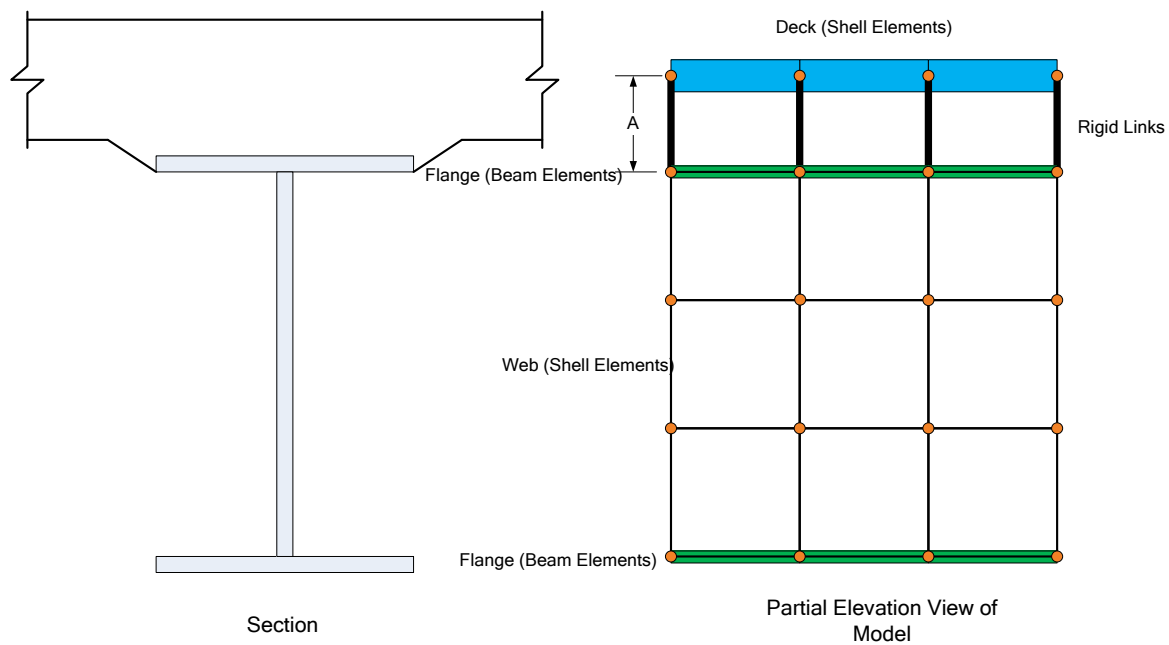 Deck (Shell Elements)
A
Rigid Links
Flange (Beam Elements)
Web (Shell Elements)
Flange (Beam Elements)
Section
Partial Elevation View of
Model